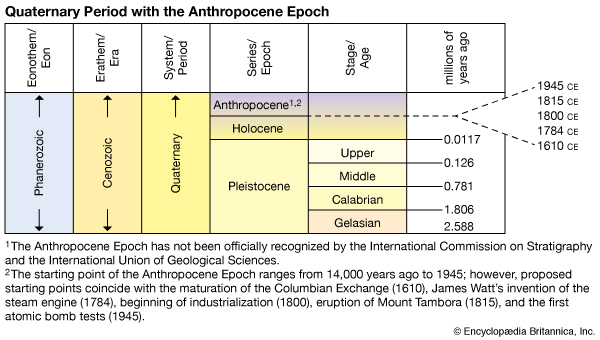 Quaternary Period with the Anthropocene Epoch
Eonothem/
Eon
Erathem/
Era
System/
Period
Series/
Epoch
Stage/
Age
millions of
years ago
Phanerozoic
Cenozoic
Quaternary
Anthropocene¹,²
Holocene
Pleistocene
Upper
Middle
Calabrian
Gelasian
0.0117
0.126
0.781
1.806
2.588
1945 CE
1815 CE
1800 CE
1784 CE
1610 CE
¹The Anthropocene Epoch has not been officially recognized by the International Commission on Stratigraphy
and the International Union of Geological Sciences.
²The starting point of the Anthropocene Epoch ranges from 14,000 years ago to 1945; however, proposed
starting points coincide with the maturation of the Columbian Exchange (1610), James Watt's invention of the
steam engine (1784), beginning of industrialization (1800), eruption of Mount Tambora (1815), and the first
atomic bomb tests (1945).
© Encyclopædia Britannica, Inc.